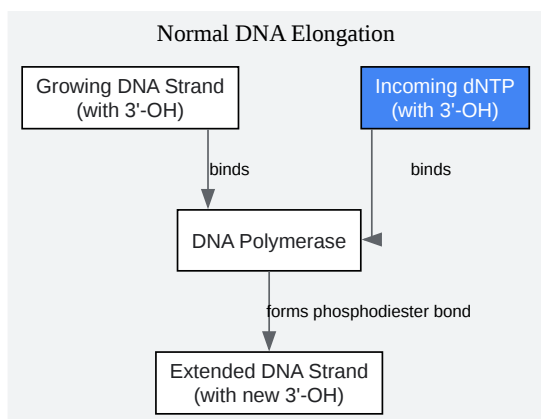 Normal DNA Elongation
Growing DNA Strand
(with 3'-OH)
Incoming dNTP
(with 3'-OH)
binds
binds
DNA Polymerase
forms phosphodiester bond
Extended DNA Strand
(with new 3'-OH)